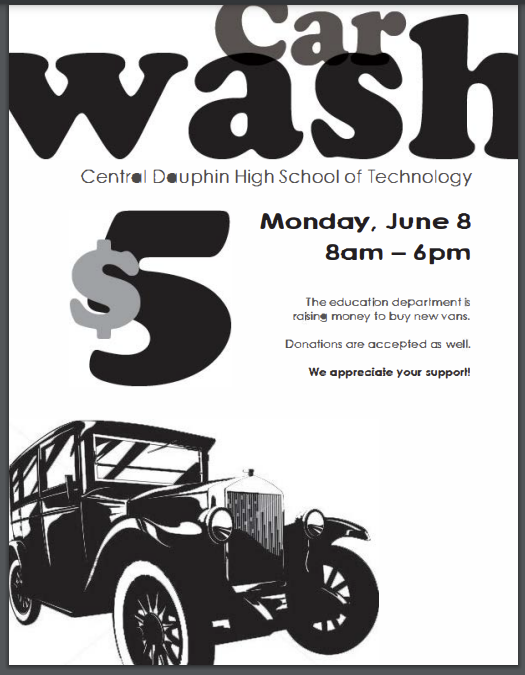 Car
wash
Central Dauphin High School of Technology
$5
Monday, June 8
8am – 6pm
The education department is
raising money to buy new vans.
Donations are accepted as well.
We appreciate your support!